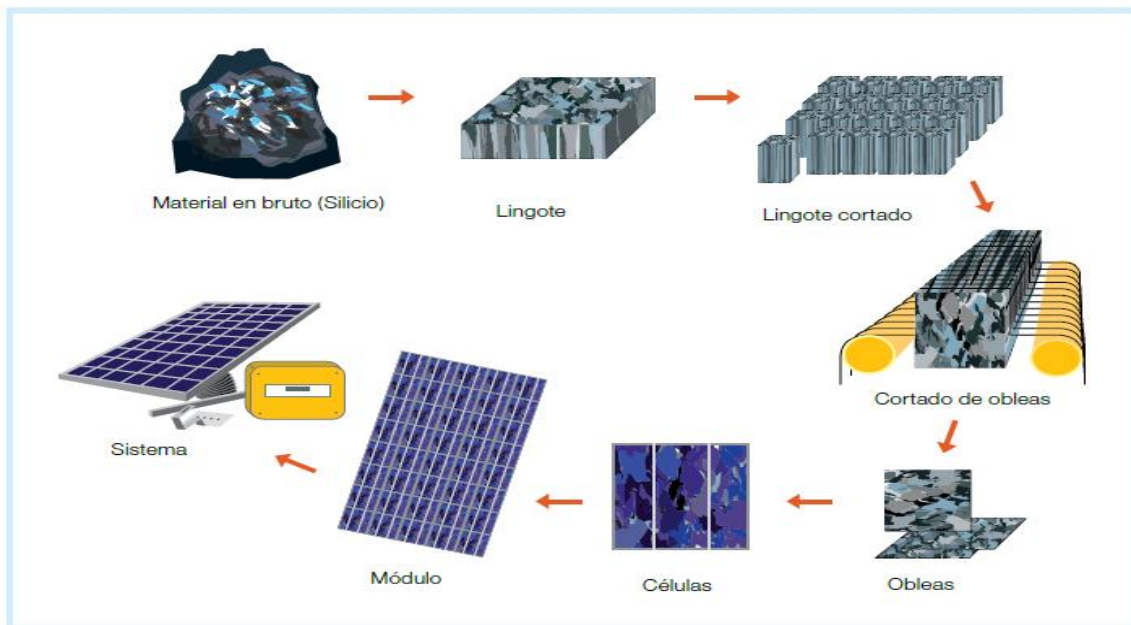 Material en bruto (Silicio)
Lingote
Lingote cortado
Cortado de obleas
Obleas
Células
Módulo
Sistema